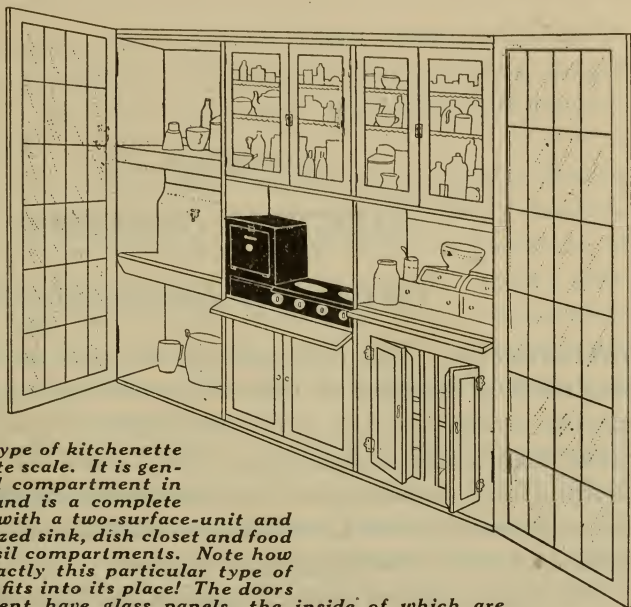 ype of kitchenette
te scale. It is gen-
l compartment in
and is a complete
with a two-surface-unit and
zed sink, dish closet and food
sil compartments. Note how
actly this particular type of
fits into its place! The doors
ent have glass panels, the inside of which are